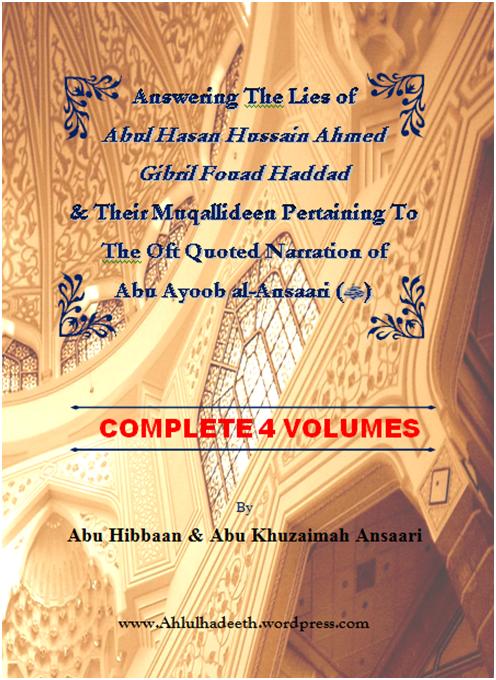 Answering The Lies of
Abul Hasan Hussain Ahmed
Gibril Fouad Haddad
& Their Muqallideen Pertaining To
The Oft Quoted Narration of
Abu Ayoob al-Ansaari ()
COMPLETE 4 VOLUMES
By
Abu Hibbaan & Abu Khuzaimah Ansaari
www.Ahlulhadeeth.wordpress.com